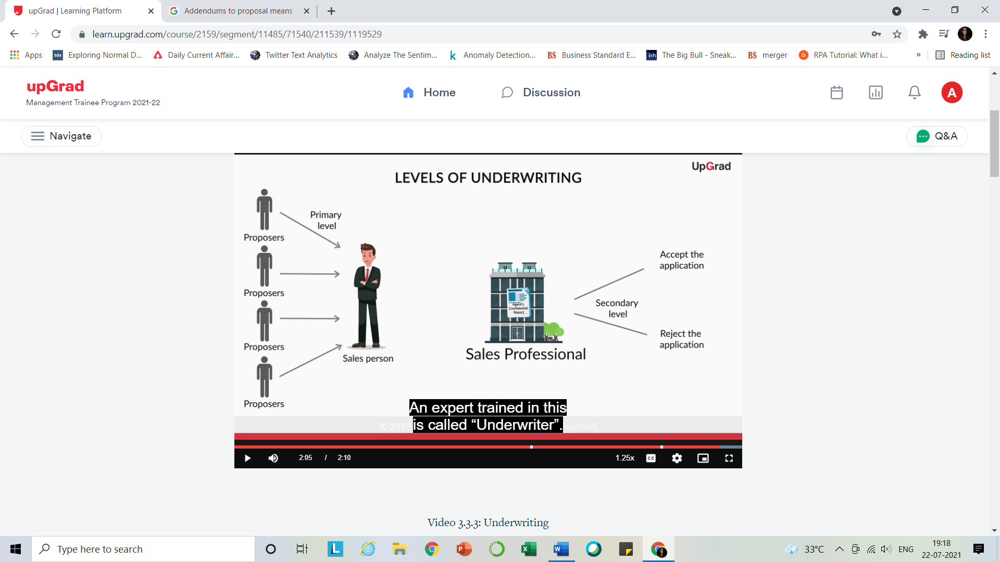 upGrad | Learning Platform
Addendums to proposal means -
learn.upgrad.com/course/2159/segment/11485/71540/211539/1119529
Apps
tds
Exploring Normal D...
Daily Current Affair...
Twitter Text Analytics
Analyze The Sentim...
k
Anomaly Detection...
BS
Business Standard E...
The Big Bull - Sneak...
BS
merger
RPA Tutorial: What i...
»
Reading list
upGrad
Management Trainee Program 2021-22
Home
Discussion
A
Navigate
Q&A
UpGrad
LEVELS OF UNDERWRITING
Primary
level
Proposers
Proposers
Proposers
Proposers
Sales person
Agent's
Confidential
Report
Sales Professional
Accept the
application
Secondary
level
Reject the
application
An expert trained in this
© 2019
is called “Underwriter”.
eserved.
2:05 / 2:10
1.25x
CC
Video 3.3.3: Underwriting
Type here to search
33°C
ENG
19:18
22-07-2021